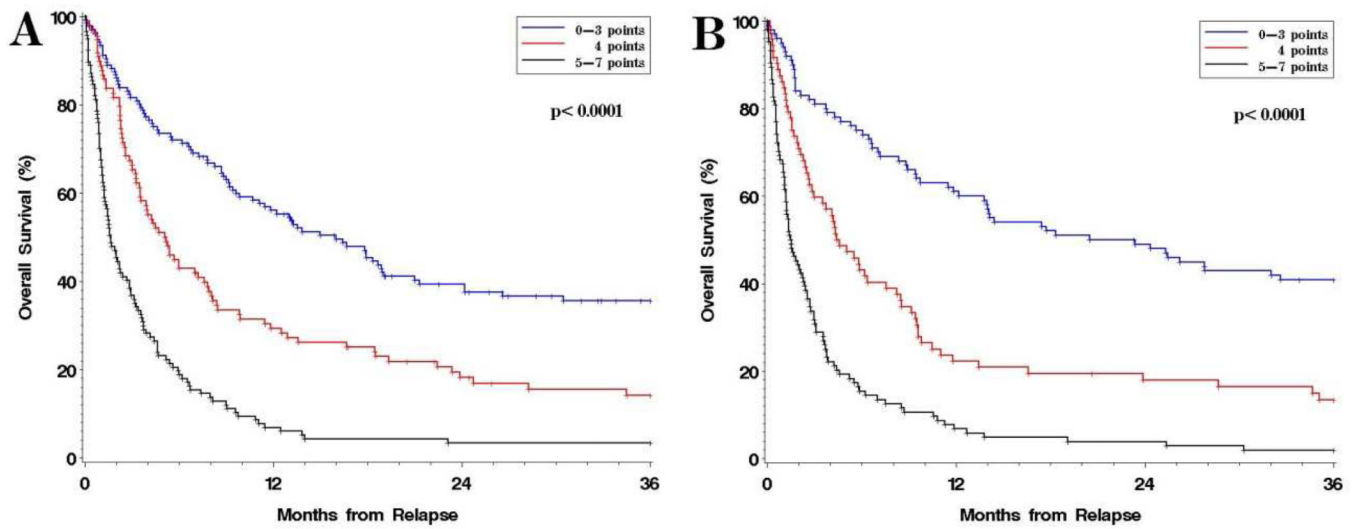 A
0–3 points
4 points
5–7 points
p< 0.0001
Overall Survival (%)
100
80
60
40
20
0
0 12 24 36
Months from Relapse
B
0–3 points
4 points
5–7 points
p< 0.0001
Overall Survival (%)
100
80
60
40
20
0
0 12 24 36
Months from Relapse